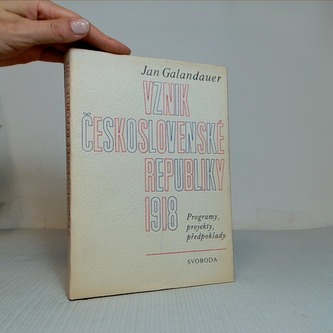 Jan Galandauer
VZNIK
ČESKOSLOVENSKÉ
REPUBLIKY
1918
Programy,
projekty,
předpoklady
SVOBODA